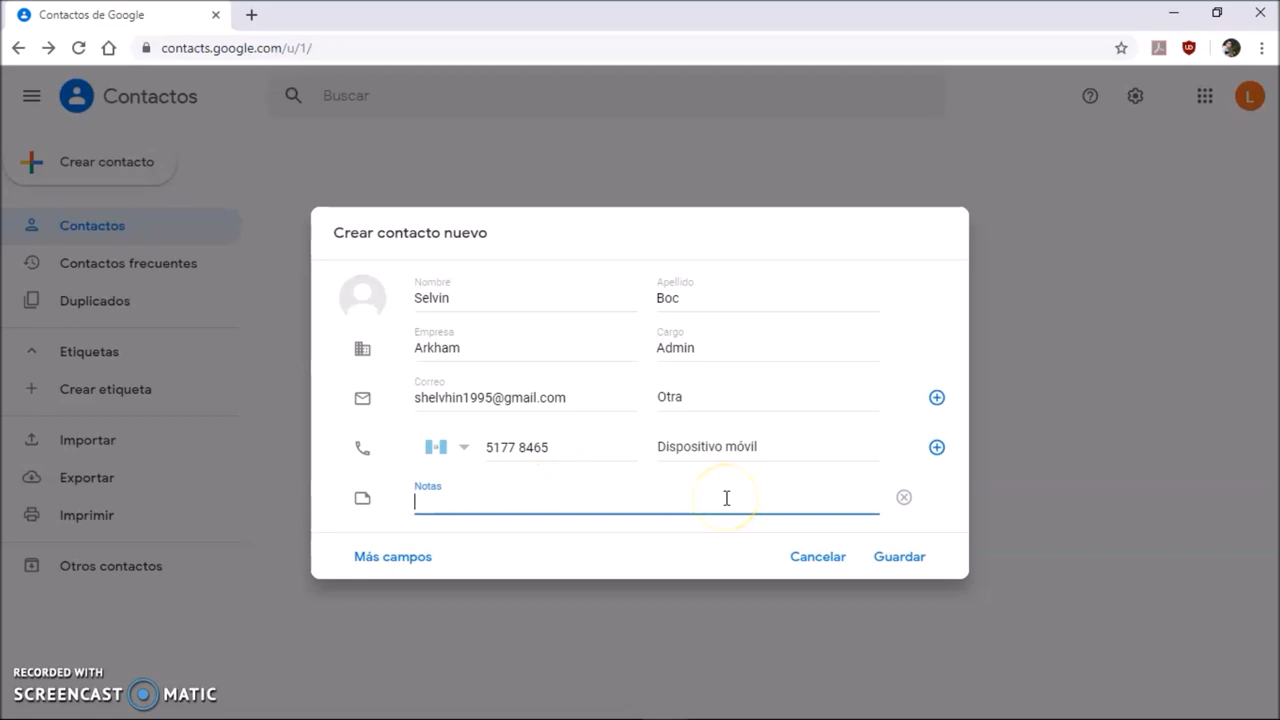 Contactos de Google
contacts.google.com/u/1/
Contactos
Buscar
L
Crear contacto
Contactos
Contactos frecuentes
Duplicados
Etiquetas
Crear etiqueta
Importar
Exportar
Imprimir
Otros contactos
Crear contacto nuevo
Nombre
Selvin
Apellido
Boc
Empresa
Arkham
Cargo
Admin
Correo
shelvhin1995@gmail.com
Otra
5177 8465
Dispositivo móvil
Notas
Más campos
Cancelar
Guardar
RECORDED WITH
SCREENCAST MATIC